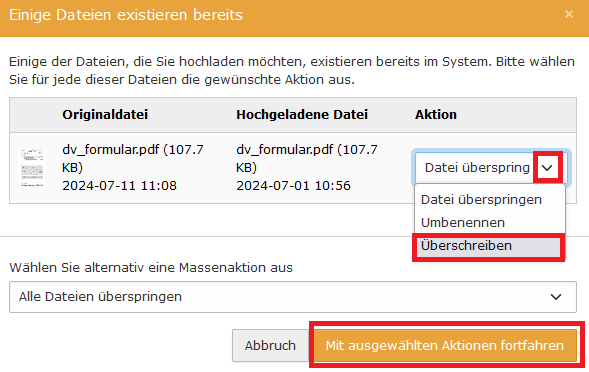 Einige Dateien existieren bereits ×
Einige der Dateien, die Sie hochladen möchten, existieren bereits im System. Bitte wählen
Sie für jede dieser Dateien die gewünschte Aktion aus.
Originaldatei Hochgeladene Datei Aktion
dv_formular.pdf (107.7
KB)
2024-07-11 11:08
dv_formular.pdf (107.7
KB)
2024-07-01 10:56
Datei überspring
Datei überspringen
Umbenennen
Überschreiben
Wählen Sie alternativ eine Massenaktion aus
Alle Dateien überspringen
Abbruch Mit ausgewählten Aktionen fortfahren